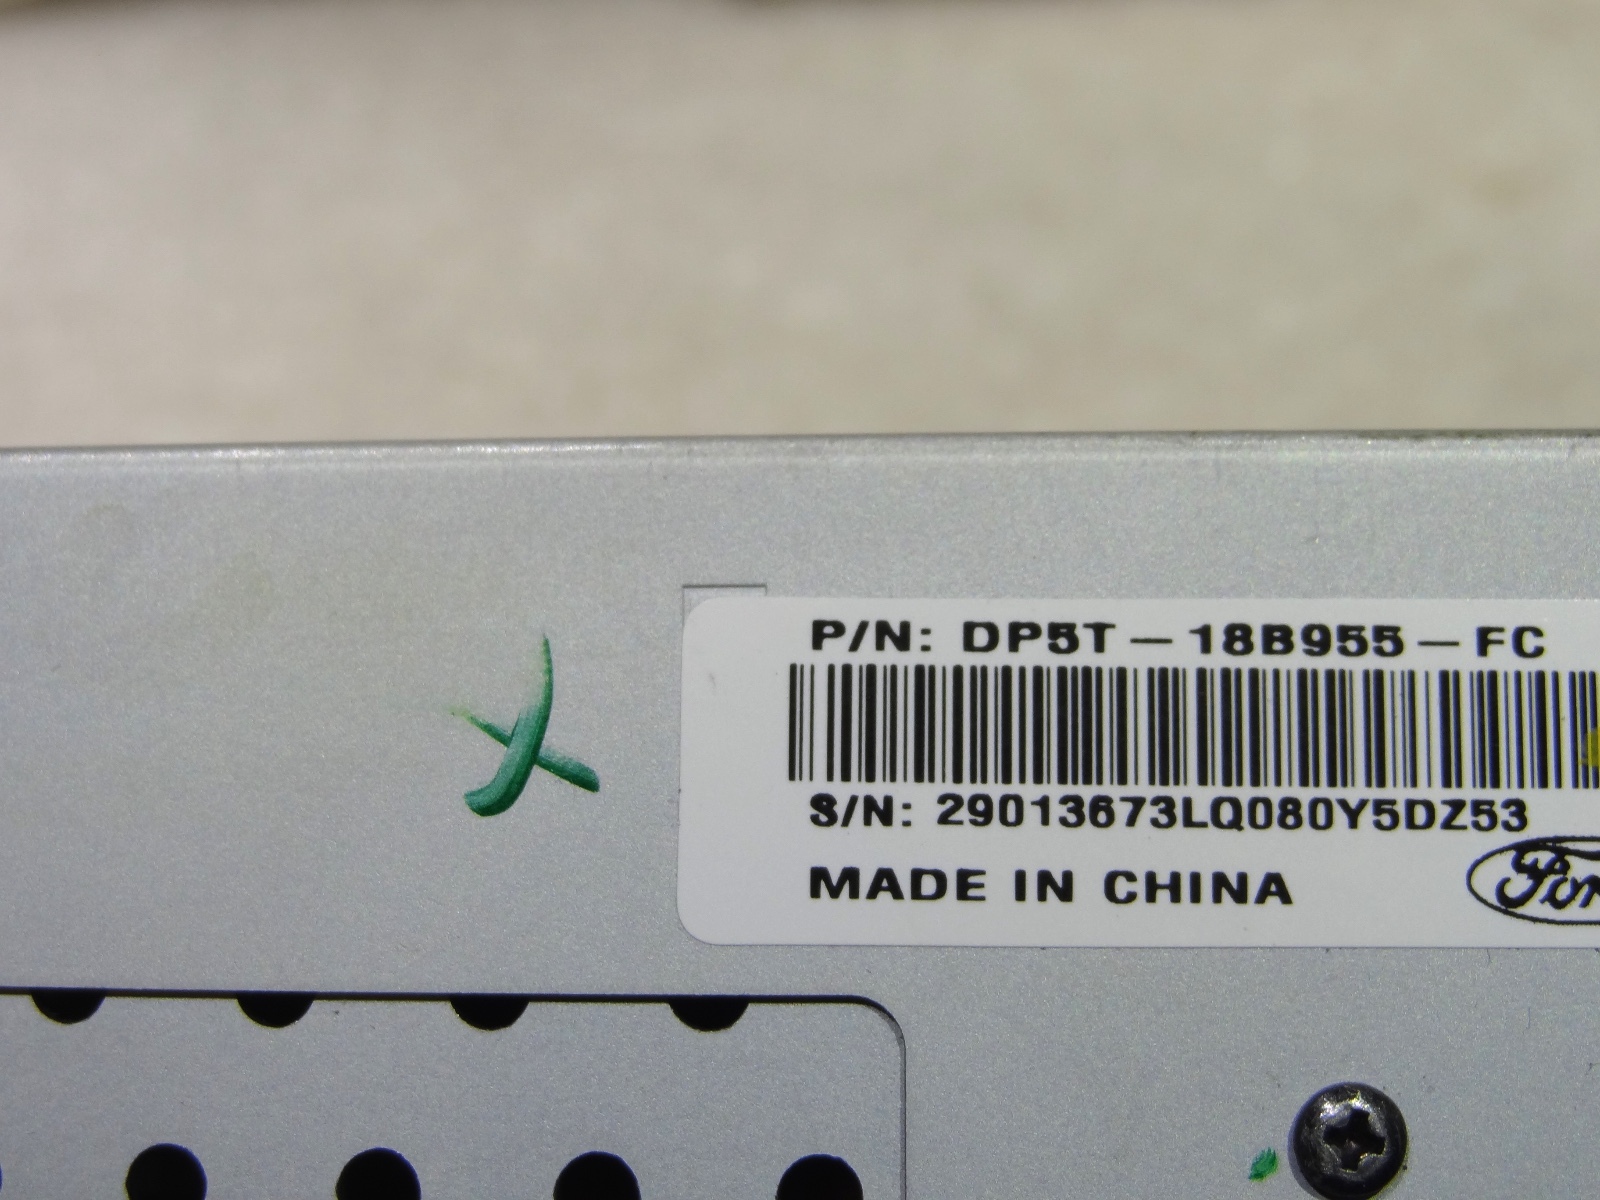 P/N: DP5T-18B955-FC
S/N: 29013673LQ080Y5DZ53
MADE IN CHINA